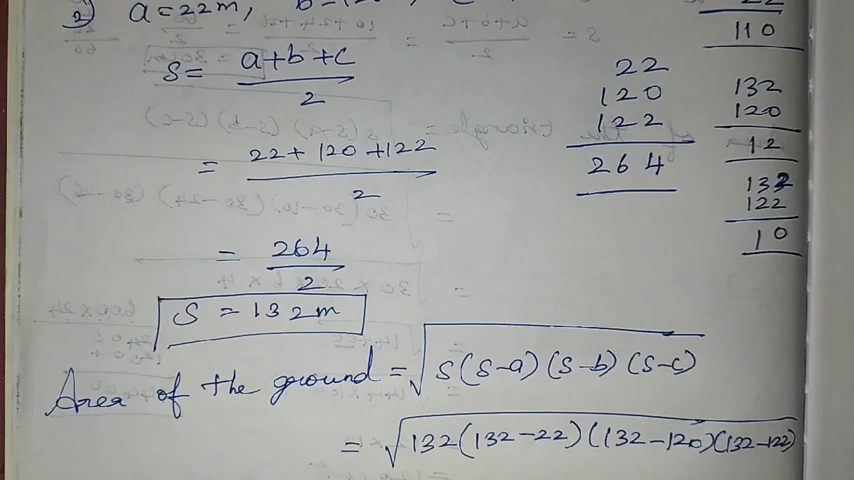 2) a = 22m,
S = a+b+c / 2
= 22 + 120 + 122 / 2
= 264 / 2
S = 132m
Area of the ground = √S(S-a)(S-b)(S-c)
= √132(132-22)(132-120)(132-122)
22
120
122
264
110
132
120
12
132
122
10